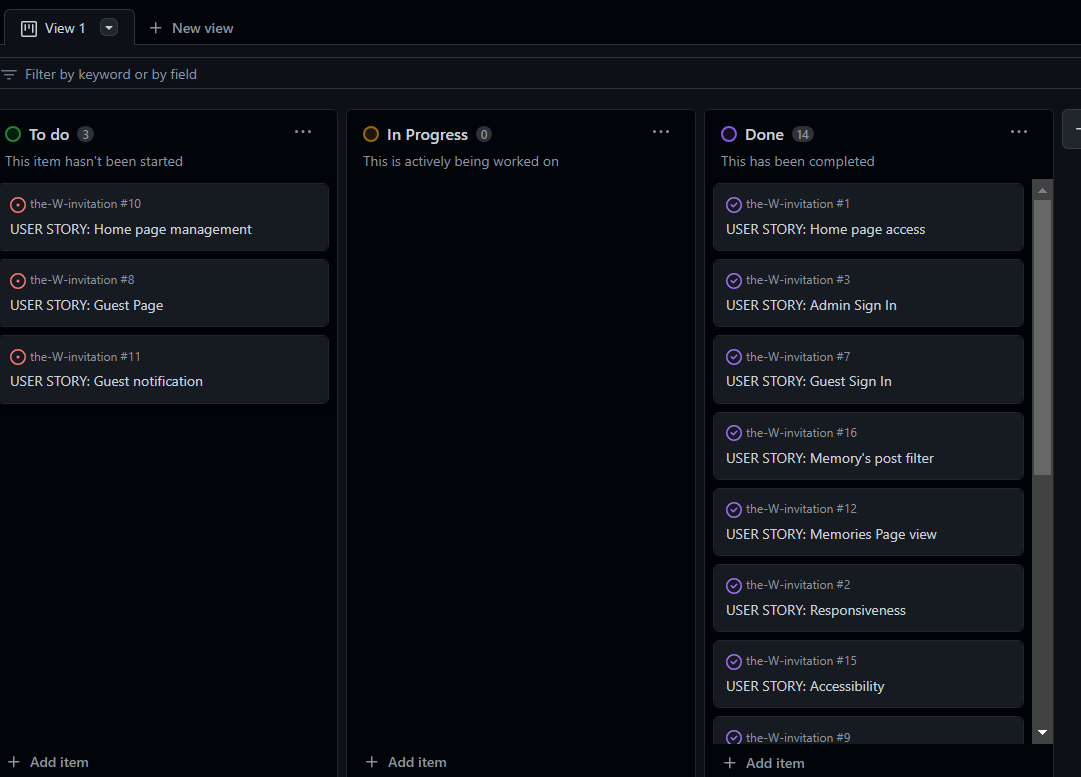 View 1
New view
Filter by keyword or by field
To do 3
This item hasn't been started
the-W-invitation #10
USER STORY: Home page management
the-W-invitation #8
USER STORY: Guest Page
the-W-invitation #11
USER STORY: Guest notification
Add item
In Progress 0
This is actively being worked on
Add item
Done 14
This has been completed
the-W-invitation #1
USER STORY: Home page access
the-W-invitation #3
USER STORY: Admin Sign In
the-W-invitation #7
USER STORY: Guest Sign In
the-W-invitation #16
USER STORY: Memory's post filter
the-W-invitation #12
USER STORY: Memories Page view
the-W-invitation #2
USER STORY: Responsiveness
the-W-invitation #15
USER STORY: Accessibility
the-W-invitation #9
Add item